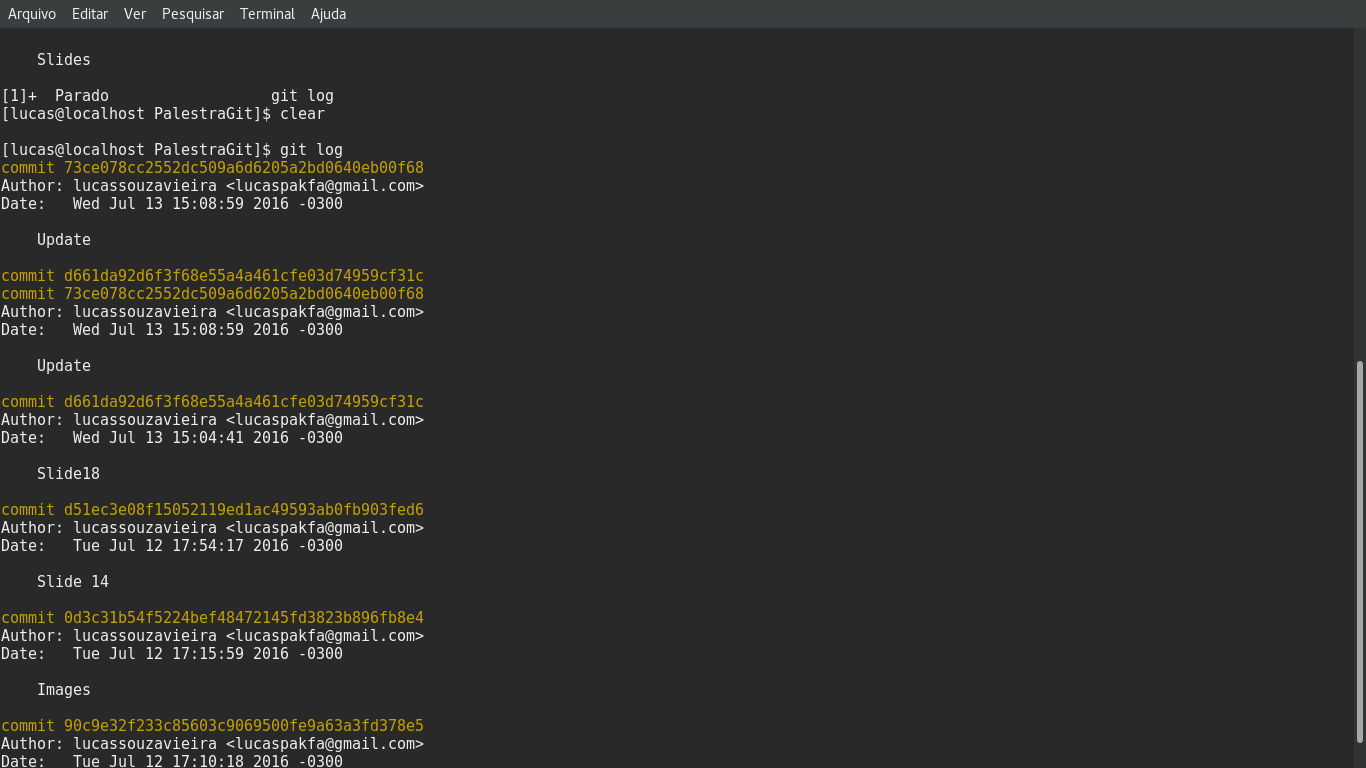 Arquivo Editar Ver Pesquisar Terminal Ajuda
Slides
[1]+  Parado                  git log
[lucas@localhost PalestraGit]$ clear
[lucas@localhost PalestraGit]$ git log
commit 73ce078cc2552dc509a6d6205a2bd0640eb00f68
Author: lucassouzavieira <lucaspakfa@gmail.com>
Date:   Wed Jul 13 15:08:59 2016 -0300
Update
commit d661da92d6f3f68e55a4a461cfe03d74959cf31c
commit 73ce078cc2552dc509a6d6205a2bd0640eb00f68
Author: lucassouzavieira <lucaspakfa@gmail.com>
Date:   Wed Jul 13 15:08:59 2016 -0300
Update
commit d661da92d6f3f68e55a4a461cfe03d74959cf31c
Author: lucassouzavieira <lucaspakfa@gmail.com>
Date:   Wed Jul 13 15:04:41 2016 -0300
Slide18
commit d51ec3e08f15052119ed1ac49593ab0fb903fed6
Author: lucassouzavieira <lucaspakfa@gmail.com>
Date:   Tue Jul 12 17:54:17 2016 -0300
Slide 14
commit 0d3c31b54f5224bef48472145fd3823b896fb8e4
Author: lucassouzavieira <lucaspakfa@gmail.com>
Date:   Tue Jul 12 17:15:59 2016 -0300
Images
commit 90c9e32f233c85603c9069500fe9a63a3fd378e5
Author: lucassouzavieira <lucaspakfa@gmail.com>
Date:   Tue Jul 12 17:10:18 2016 -0300